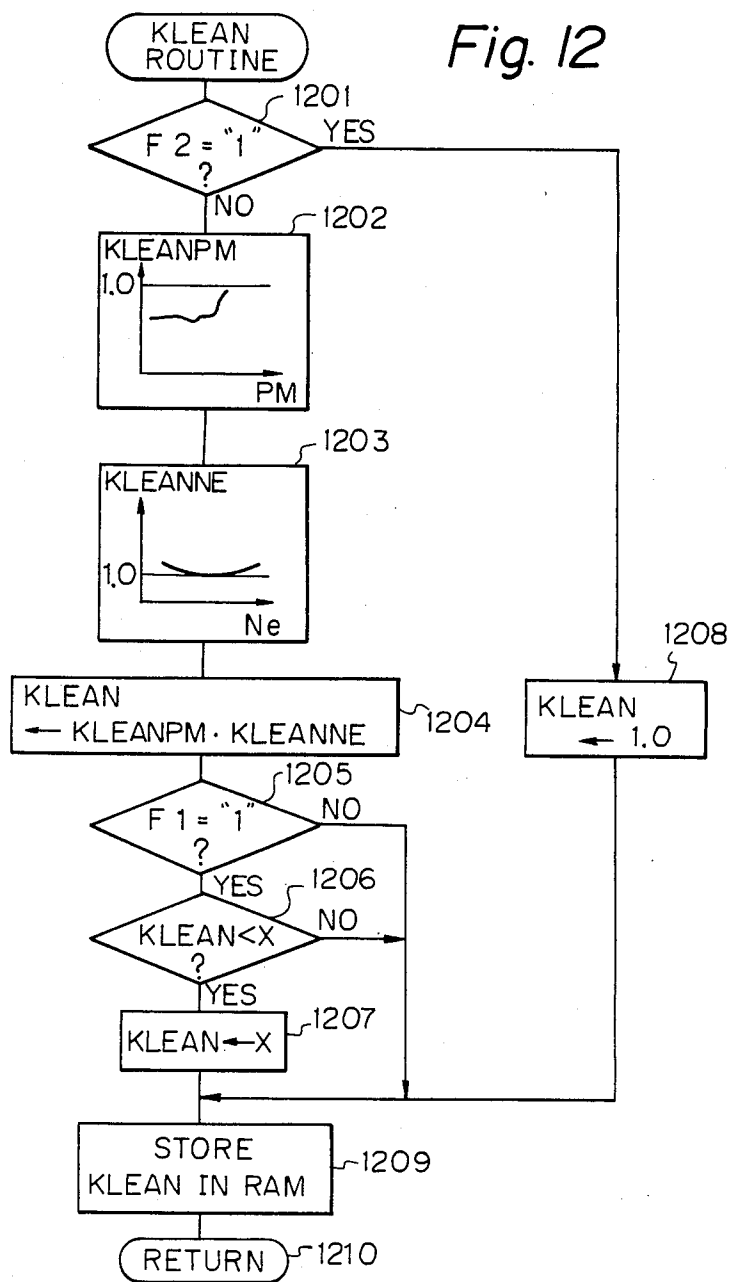 Fig. 12
KLEAN
ROUTINE
1201
F2="1"
?
YES
NO
1202
KLEANPM
1.0
PM
1203
KLEANNE
1.0
Ne
1204
KLEAN
← KLEANPM · KLEANNE
1208
KLEAN
← 1.0
1205
F1="1"
?
NO
YES
1206
KLEAN<X
?
NO
YES
1207
KLEAN←X
1209
STORE
KLEAN IN RAM
RETURN
1210